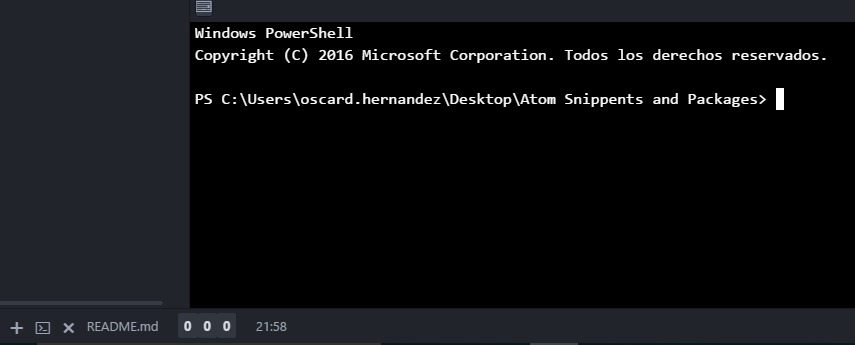 Windows PowerShell
Copyright (C) 2016 Microsoft Corporation. Todos los derechos reservados.
PS C:\Users\oscard.hernandez\Desktop\Atom Snippents and Packages>
README.md 0 0 0 21:58